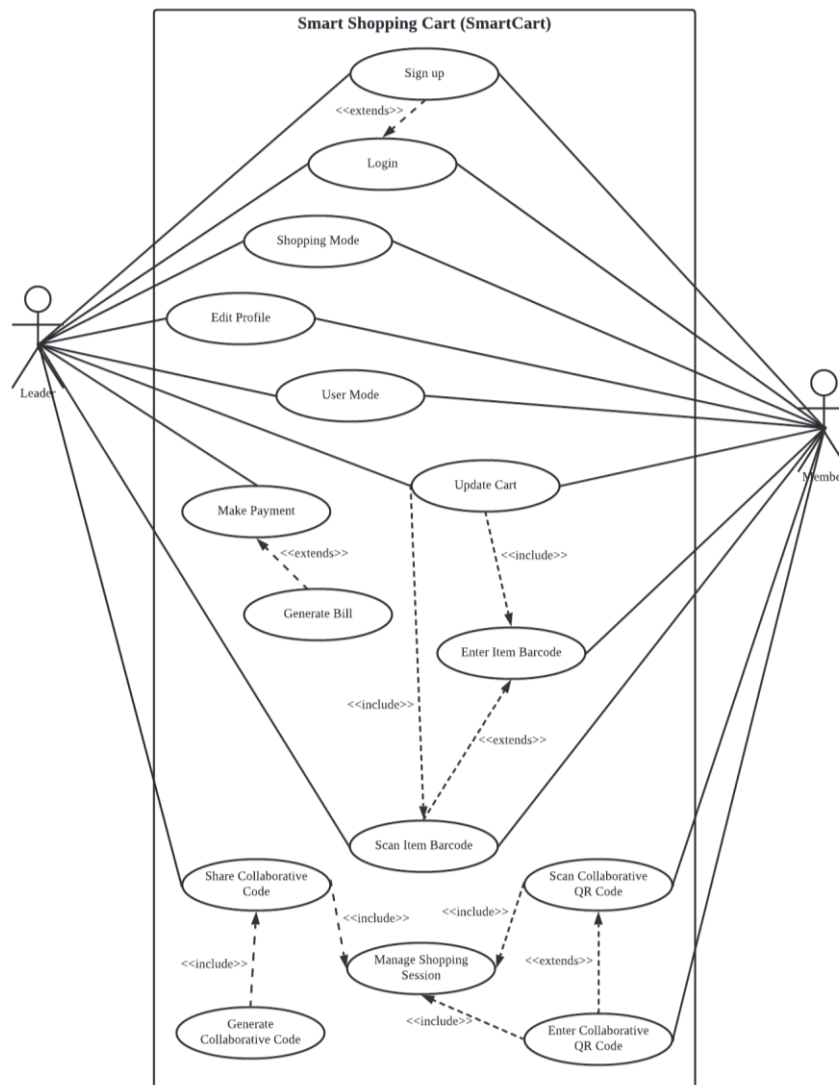 Smart Shopping Cart (SmartCart)
Sign up
<<extends>>
Login
Shopping Mode
Edit Profile
Leader
User Mode
Membe
Update Cart
Make Payment
<<extends>>
<<include>>
Generate Bill
Enter Item Barcode
<<include>>
<<extends>>
Scan Item Barcode
Share Collaborative
Code
Scan Collaborative
QR Code
<<include>>
<<include>>
<<include>>
Manage Shopping
Session
<<extends>>
Generate
Collaborative Code
<<include>>
Enter Collaborative
QR Code